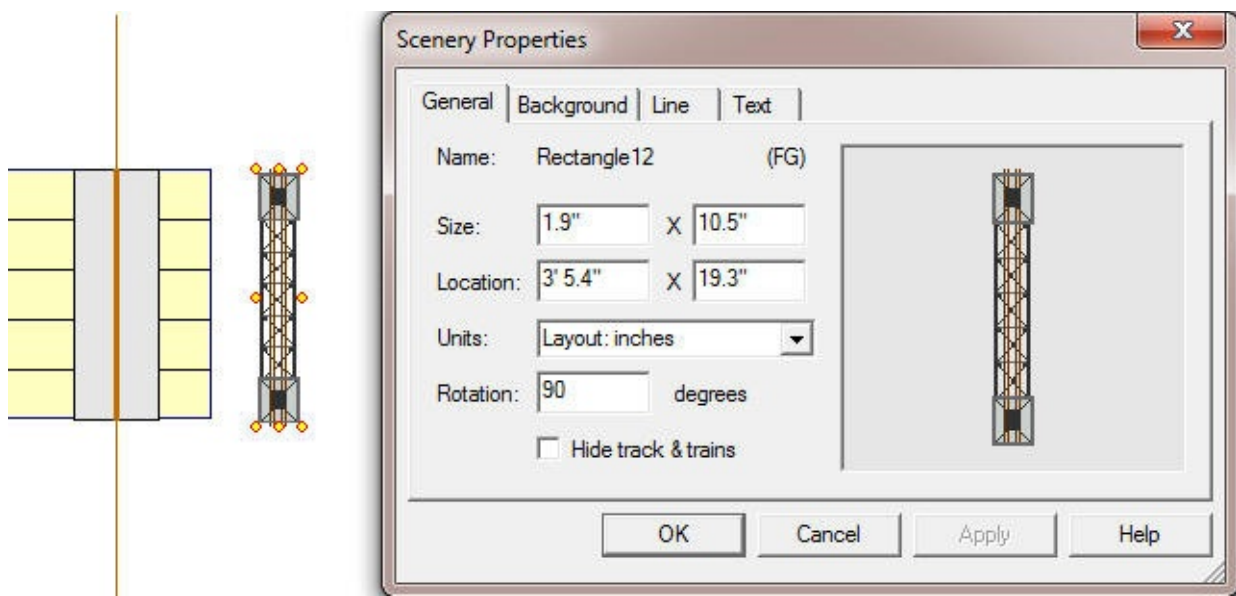 Scenery Properties
General Background Line Text
Name: Rectangle12 (FG)
Size: 1.9" X 10.5"
Location: 3' 5.4" X 19.3"
Units: Layout: inches
Rotation: 90 degrees
Hide track & trains
OK Cancel Apply Help